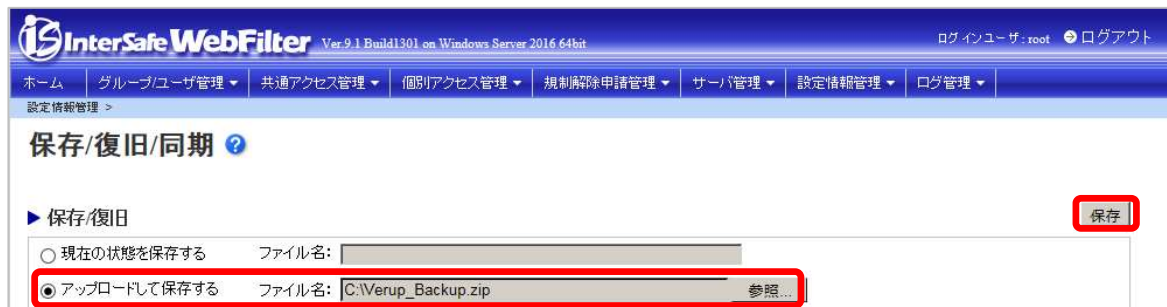 InterSafe WebFilter Ver.9.1 Build1301 on Windows Server 2016 64bit ログインユーザ:root ログアウト
ホーム グループ/ユーザ管理 共通アクセス管理 個別アクセス管理 規制解除申請管理 サーバ管理 設定情報管理 ログ管理
設定情報管理 >
保存/復旧/同期
保存/復旧 保存
現在の状態を保存する ファイル名:
アップロードして保存する ファイル名: C:\Verup_Backup.zip 参照...